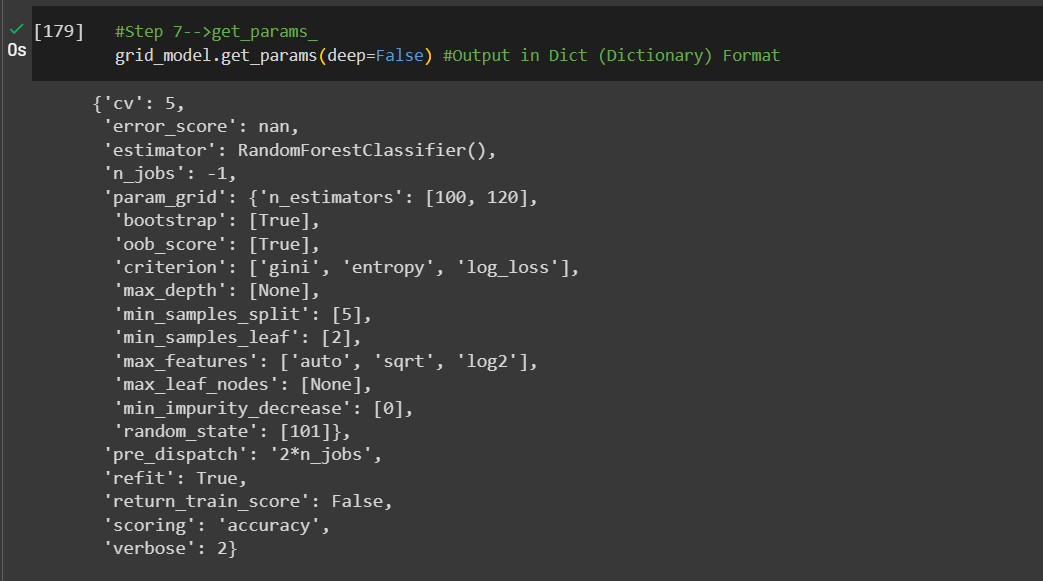 [179] #Step 7-->get_params_
0s grid_model.get_params(deep=False) #Output in Dict (Dictionary) Format
{'cv': 5,
 'error_score': nan,
 'estimator': RandomForestClassifier(),
 'n_jobs': -1,
 'param_grid': {'n_estimators': [100, 120],
  'bootstrap': [True],
  'oob_score': [True],
  'criterion': ['gini', 'entropy', 'log_loss'],
  'max_depth': [None],
  'min_samples_split': [5],
  'min_samples_leaf': [2],
  'max_features': ['auto', 'sqrt', 'log2'],
  'max_leaf_nodes': [None],
  'min_impurity_decrease': [0],
  'random_state': [101]},
 'pre_dispatch': '2*n_jobs',
 'refit': True,
 'return_train_score': False,
 'scoring': 'accuracy',
 'verbose': 2}